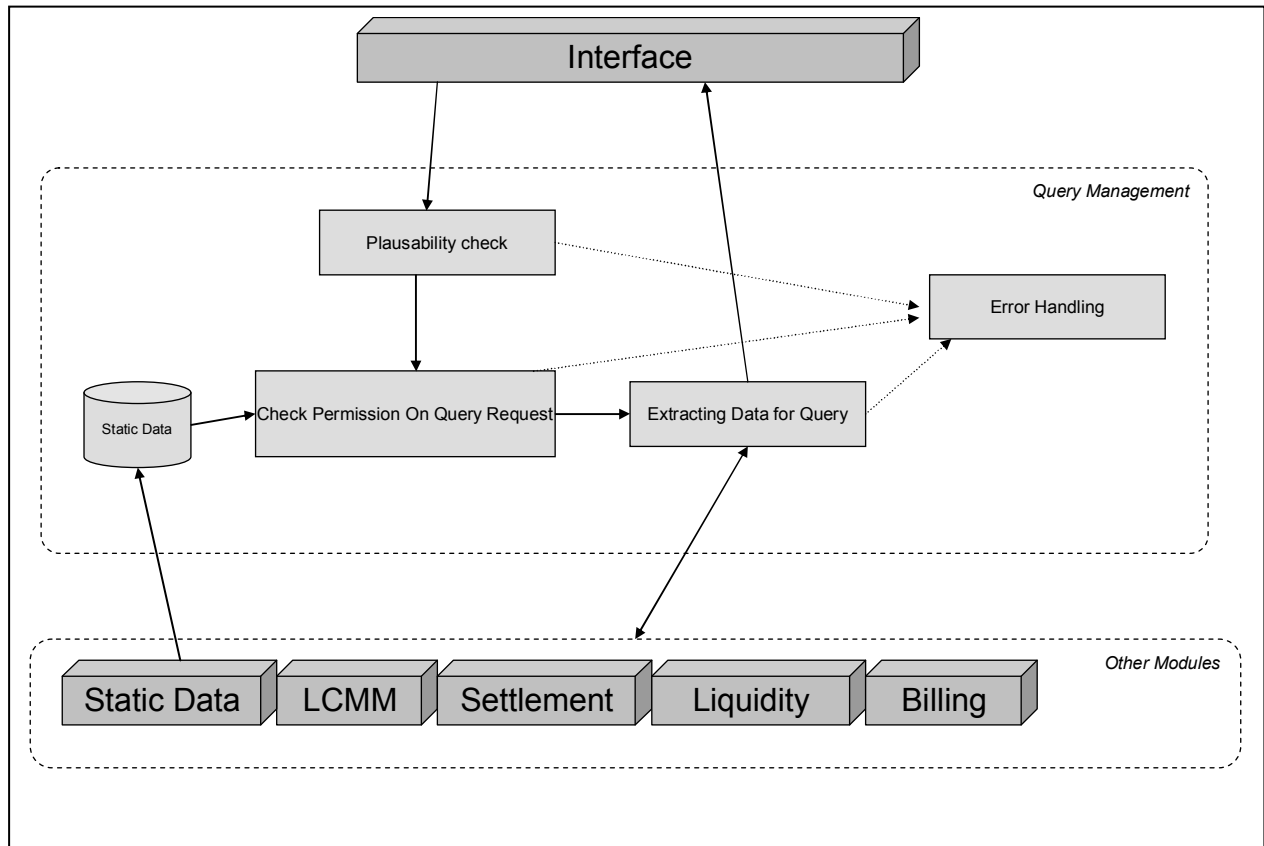 Interface
Query Management
Plausability check
Error Handling
Check Permission On Query Request
Extracting Data for Query
Static Data
Other Modules
Static Data
LCMM
Settlement
Liquidity
Billing